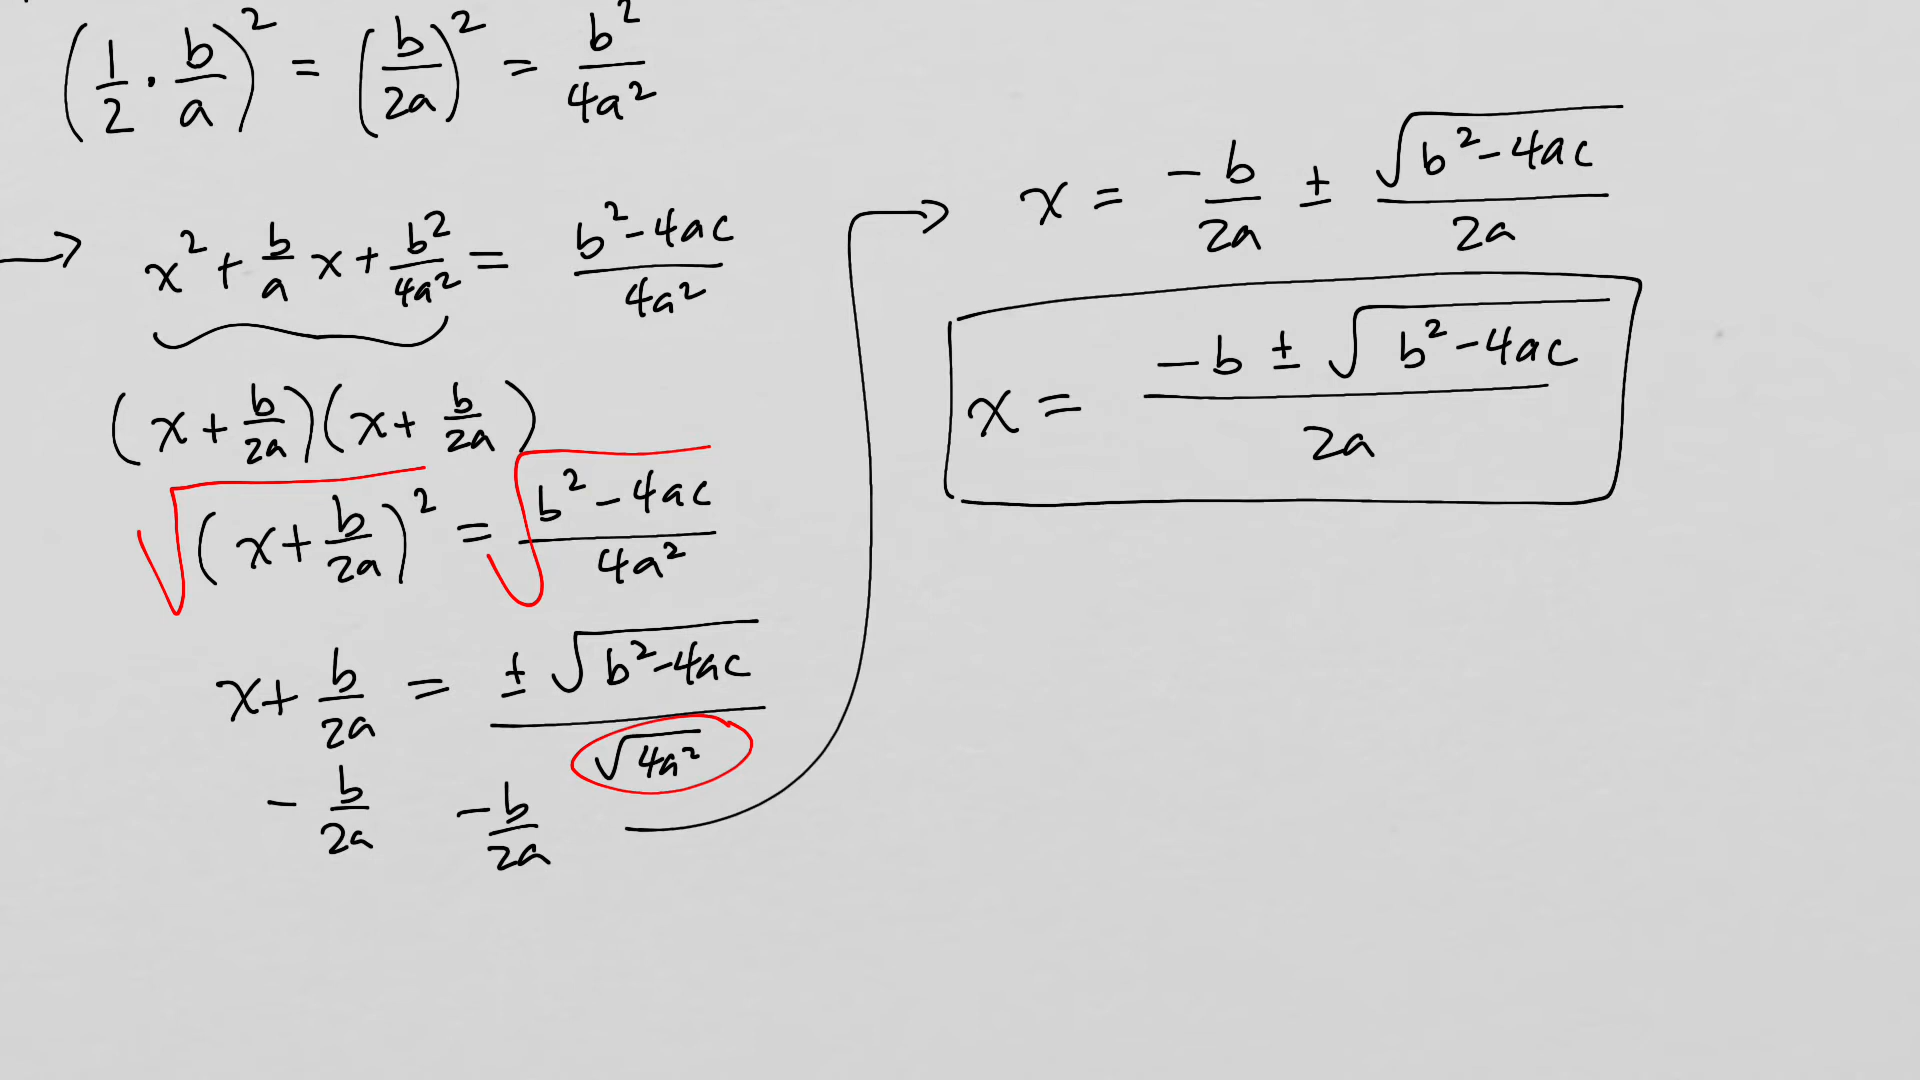 (1/2 · b/a)² = (b/2a)² = b²/4a²
→ x² + b/a x + b²/4a² = b²-4ac/4a²
(x + b/2a)(x + b/2a)
√(x + b/2a)² = √b²-4ac/4a²
x + b/2a = ±√b²-4ac/√4a²
- b/2a -b/2a
→ x = -b/2a ± √b²-4ac/2a
x = -b ± √b²-4ac/2a